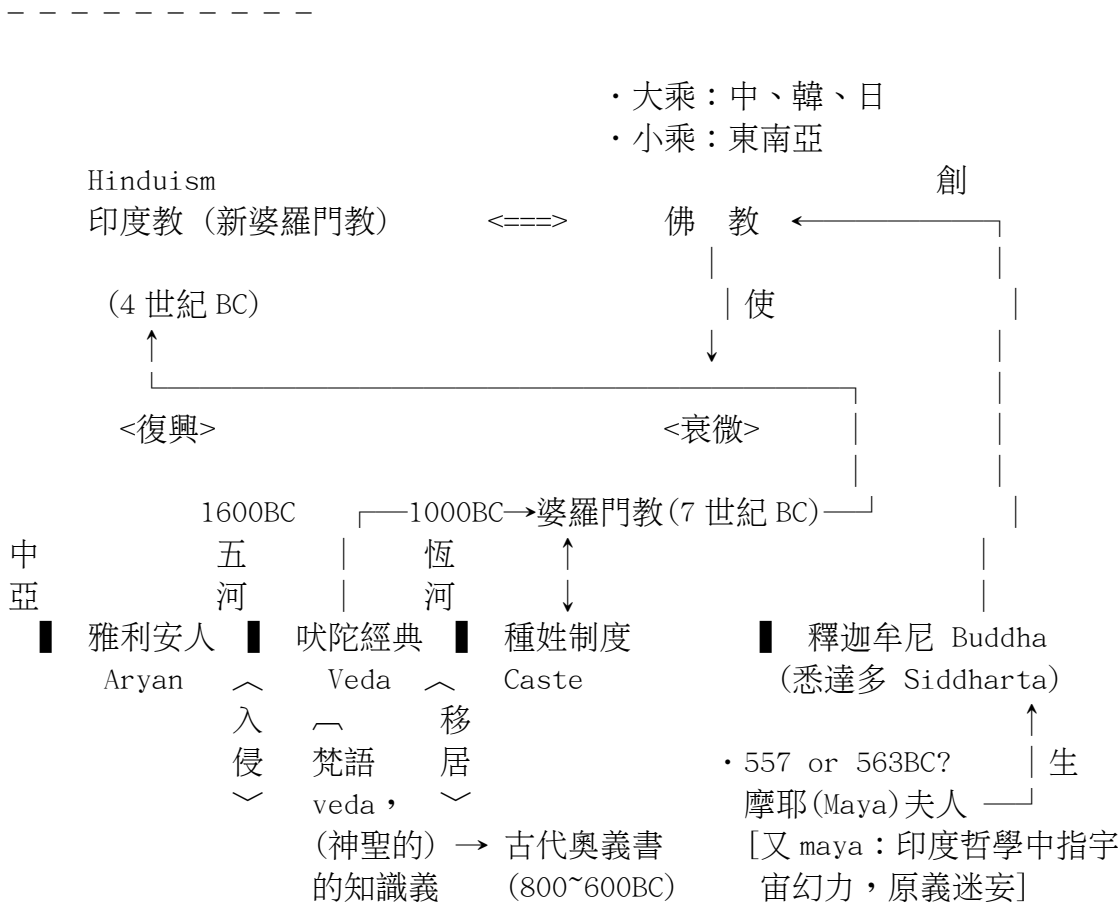 －－－－－－－－－－
・大乘：中、韓、日
・小乘：東南亞
Hinduism 創
印度教 (新婆羅門教) <===> 佛 教
(4 世紀 BC) 使
<復興> <衰微>
1600BC 1000BC→婆羅門教(7 世紀 BC)
中 五 恆
亞 河 河
雅利安人 吠陀經典 種姓制度 釋迦牟尼 Buddha
Aryan ︿ Veda ︿ Caste (悉達多 Siddharta)
入 ︹ 移
侵 梵語 居 ・557 or 563BC? 生
﹀ veda， ﹀ 摩耶(Maya)夫人
(神聖的) → 古代奧義書 [又 maya：印度哲學中指宇
的知識義 (800~600BC) 宙幻力，原義迷妄]